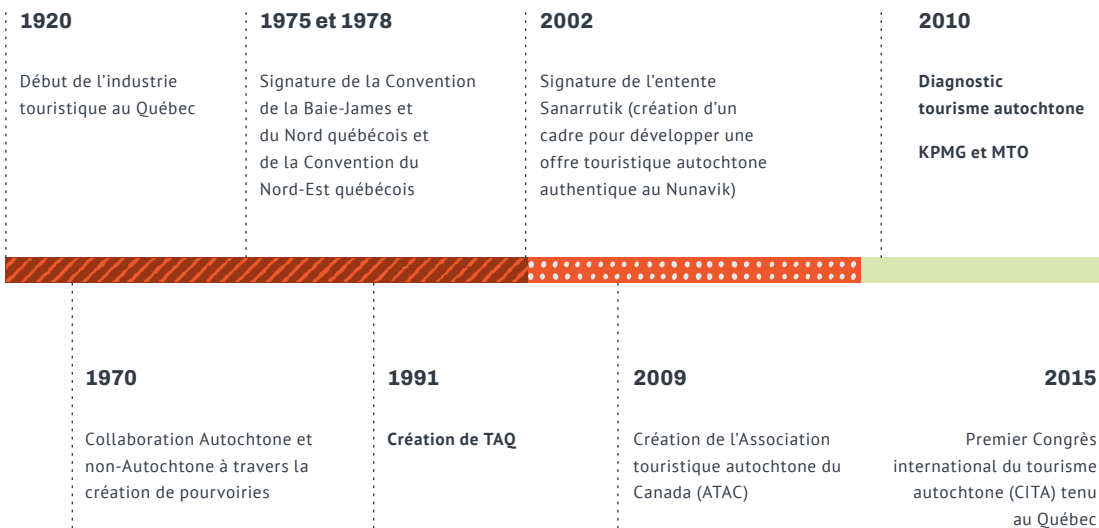 1920
Début de l’industrie
touristique au Québec
1975 et 1978
Signature de la Convention
de la Baie-James et
du Nord québécois et
de la Convention du
Nord-Est québécois
2002
Signature de l’entente
Sanarrutik (création d’un
cadre pour développer une
offre touristique autochtone
authentique au Nunavik)
2010
Diagnostic
tourisme autochtone
KPMG et MTO
1970
Collaboration Autochtone et
non-Autochtone à travers la
création de pourvoiries
1991
Création de TAQ
2009
Création de l’Association
touristique autochtone du
Canada (ATAC)
2015
Premier Congrès
international du tourisme
autochtone (CITA) tenu
au Québec